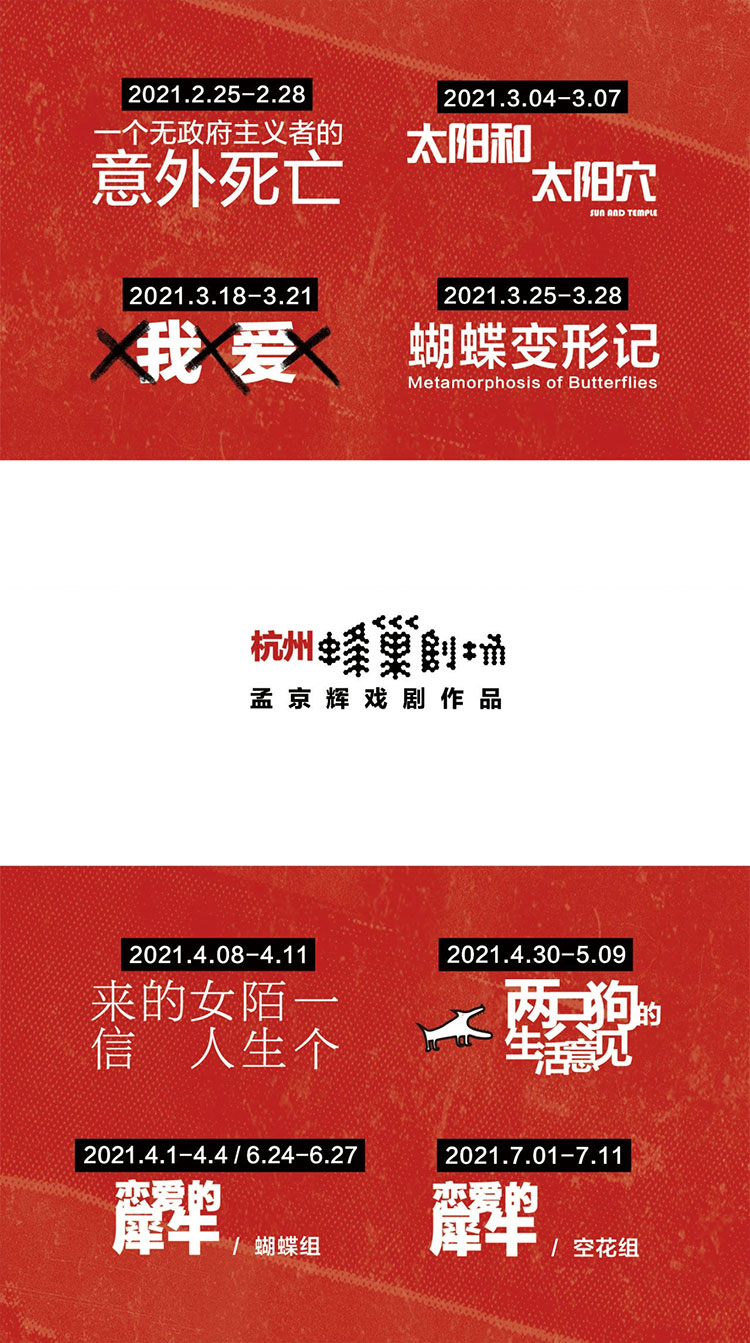 2021.2.25-2.28
一个无政府主义者的
意外死亡
2021.3.04-3.07
太阳和
太阳穴
SUN AND TEMPLE
2021.3.18-3.21
X我X爱X
2021.3.25-3.28
蝴蝶变形记
Metamorphosis of Butterflies
杭州蜂巢剧场
孟京辉戏剧作品
2021.4.08-4.11
来的女陌一
信 人生个
2021.4.30-5.09
两只狗的
生活意见
2021.4.1-4.4 / 6.24-6.27
恋爱的
犀牛 / 蝴蝶组
2021.7.01-7.11
恋爱的
犀牛 / 空花组